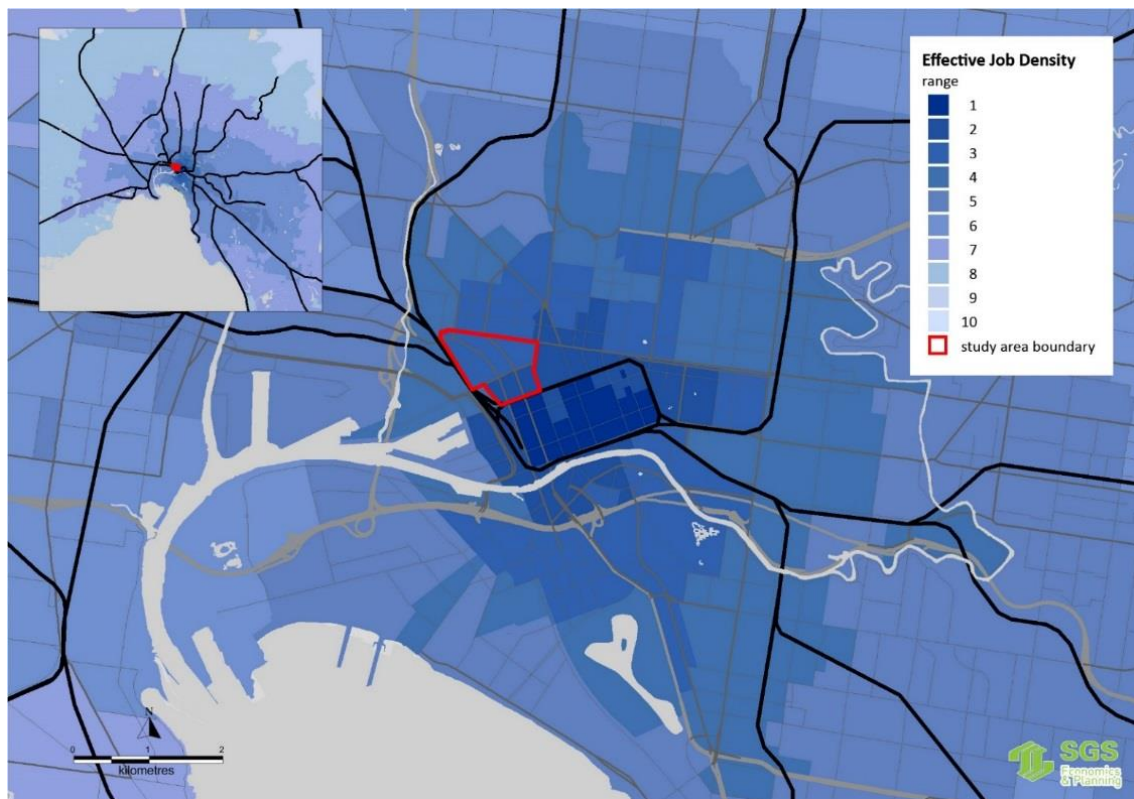 Effective Job Density
range
1
2
3
4
5
6
7
8
9
10
study area boundary
N
0 1 2
kilometres
SGS
Economics
& Planning